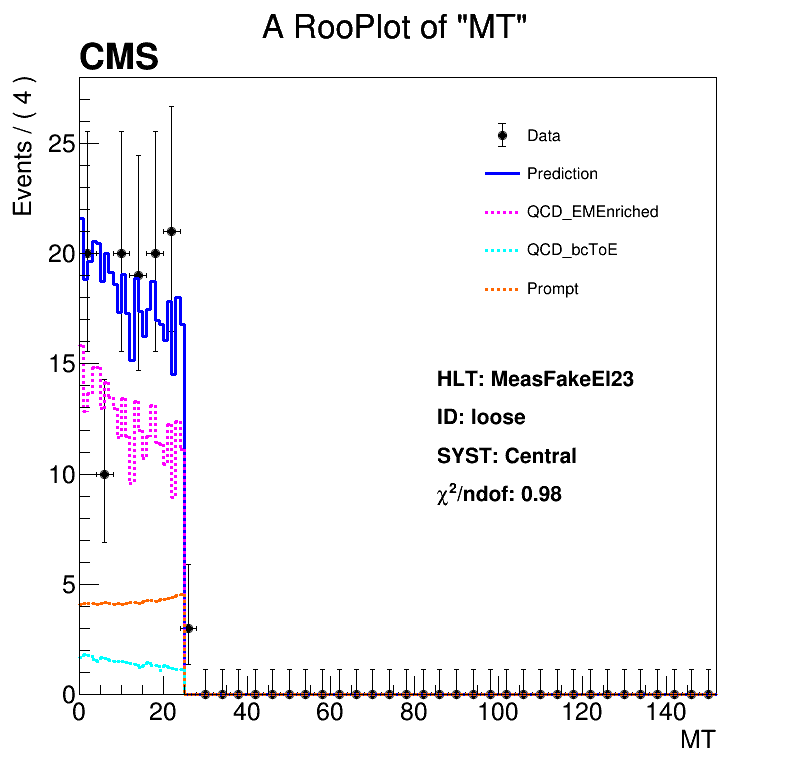 A RooPlot of "MT"
CMS
Events / ( 4 )
25
20
15
10
5
0
Data
Prediction
QCD_EMEnriched
QCD_bcToE
Prompt
HLT: MeasFakeEl23
ID: loose
SYST: Central
χ²/ndof: 0.98
0 20 40 60 80 100 120 140
MT